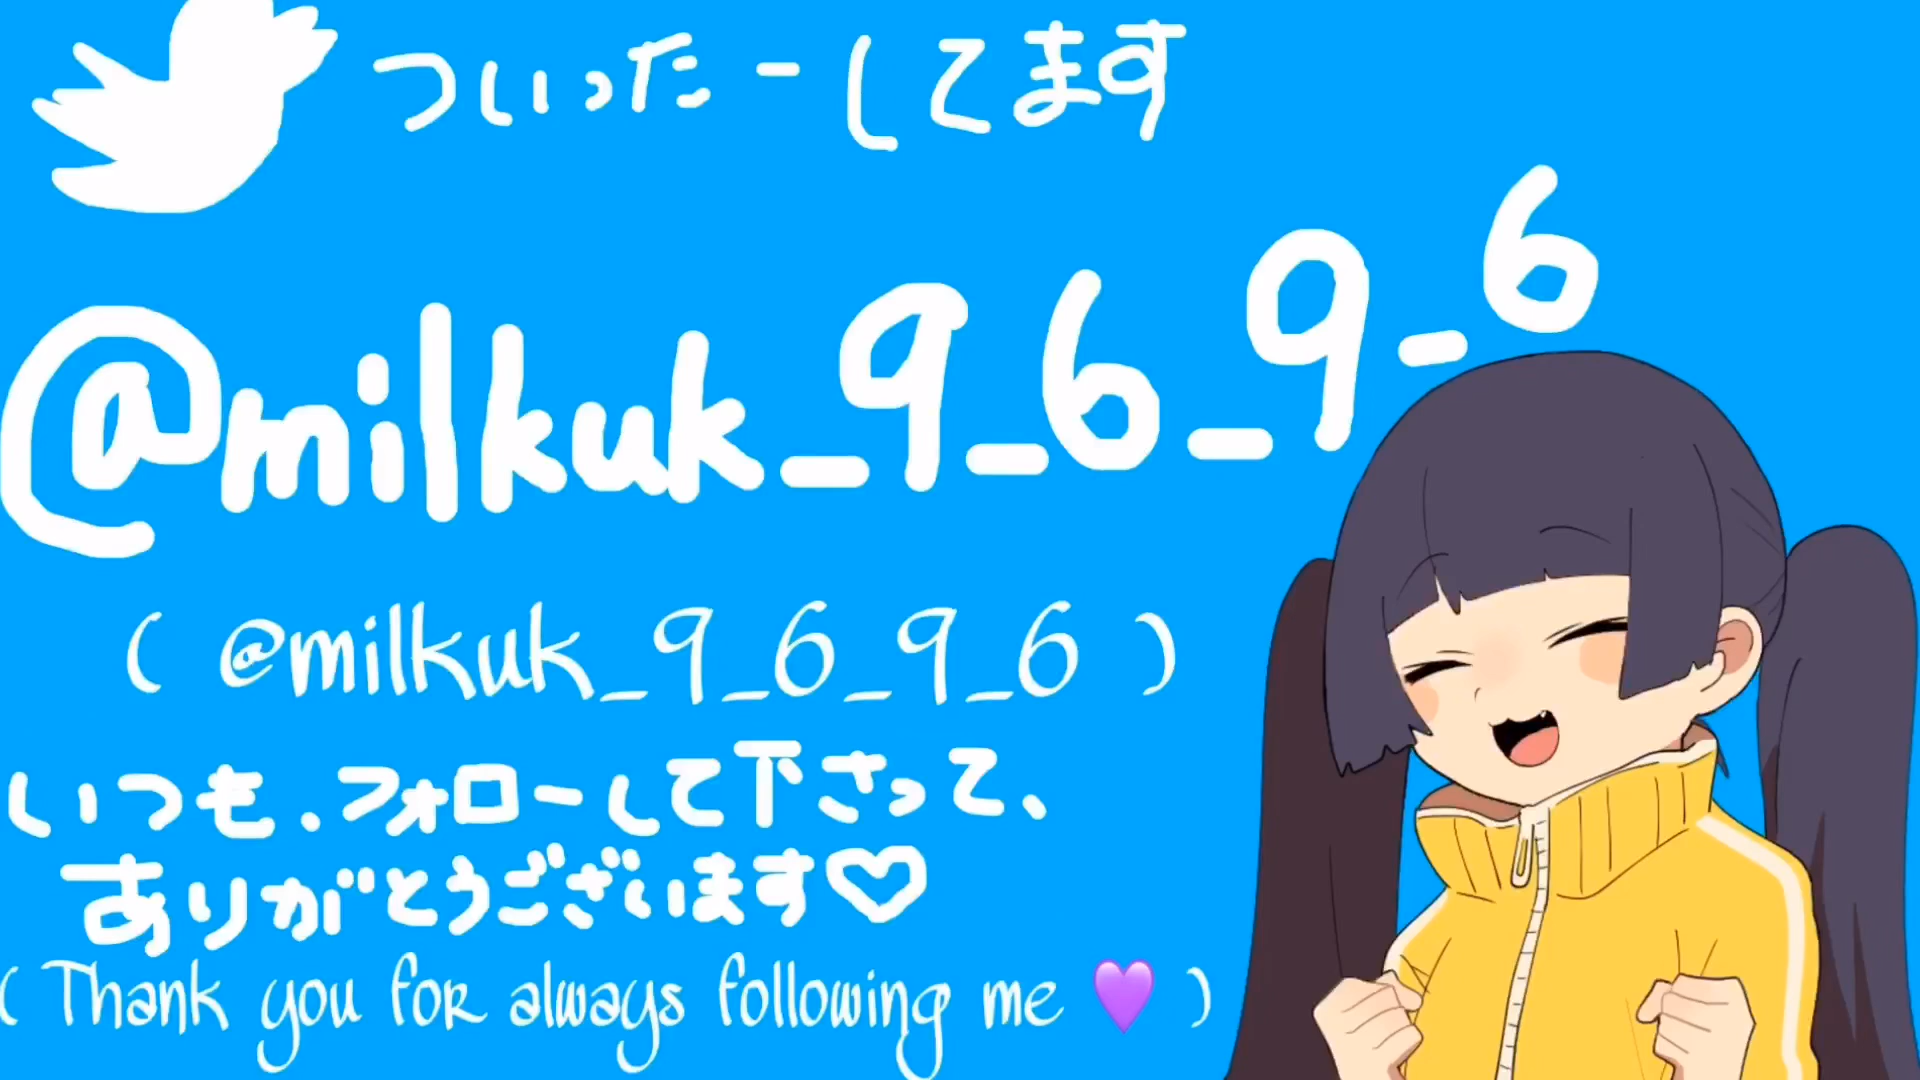 ついったーしてます
@milkuk_9_6_9_6
( @milkuk_9_6_9_6 )
いつも、フォローして下さって、
ありがとうございます♡
( Thank you for always following me 💜 )